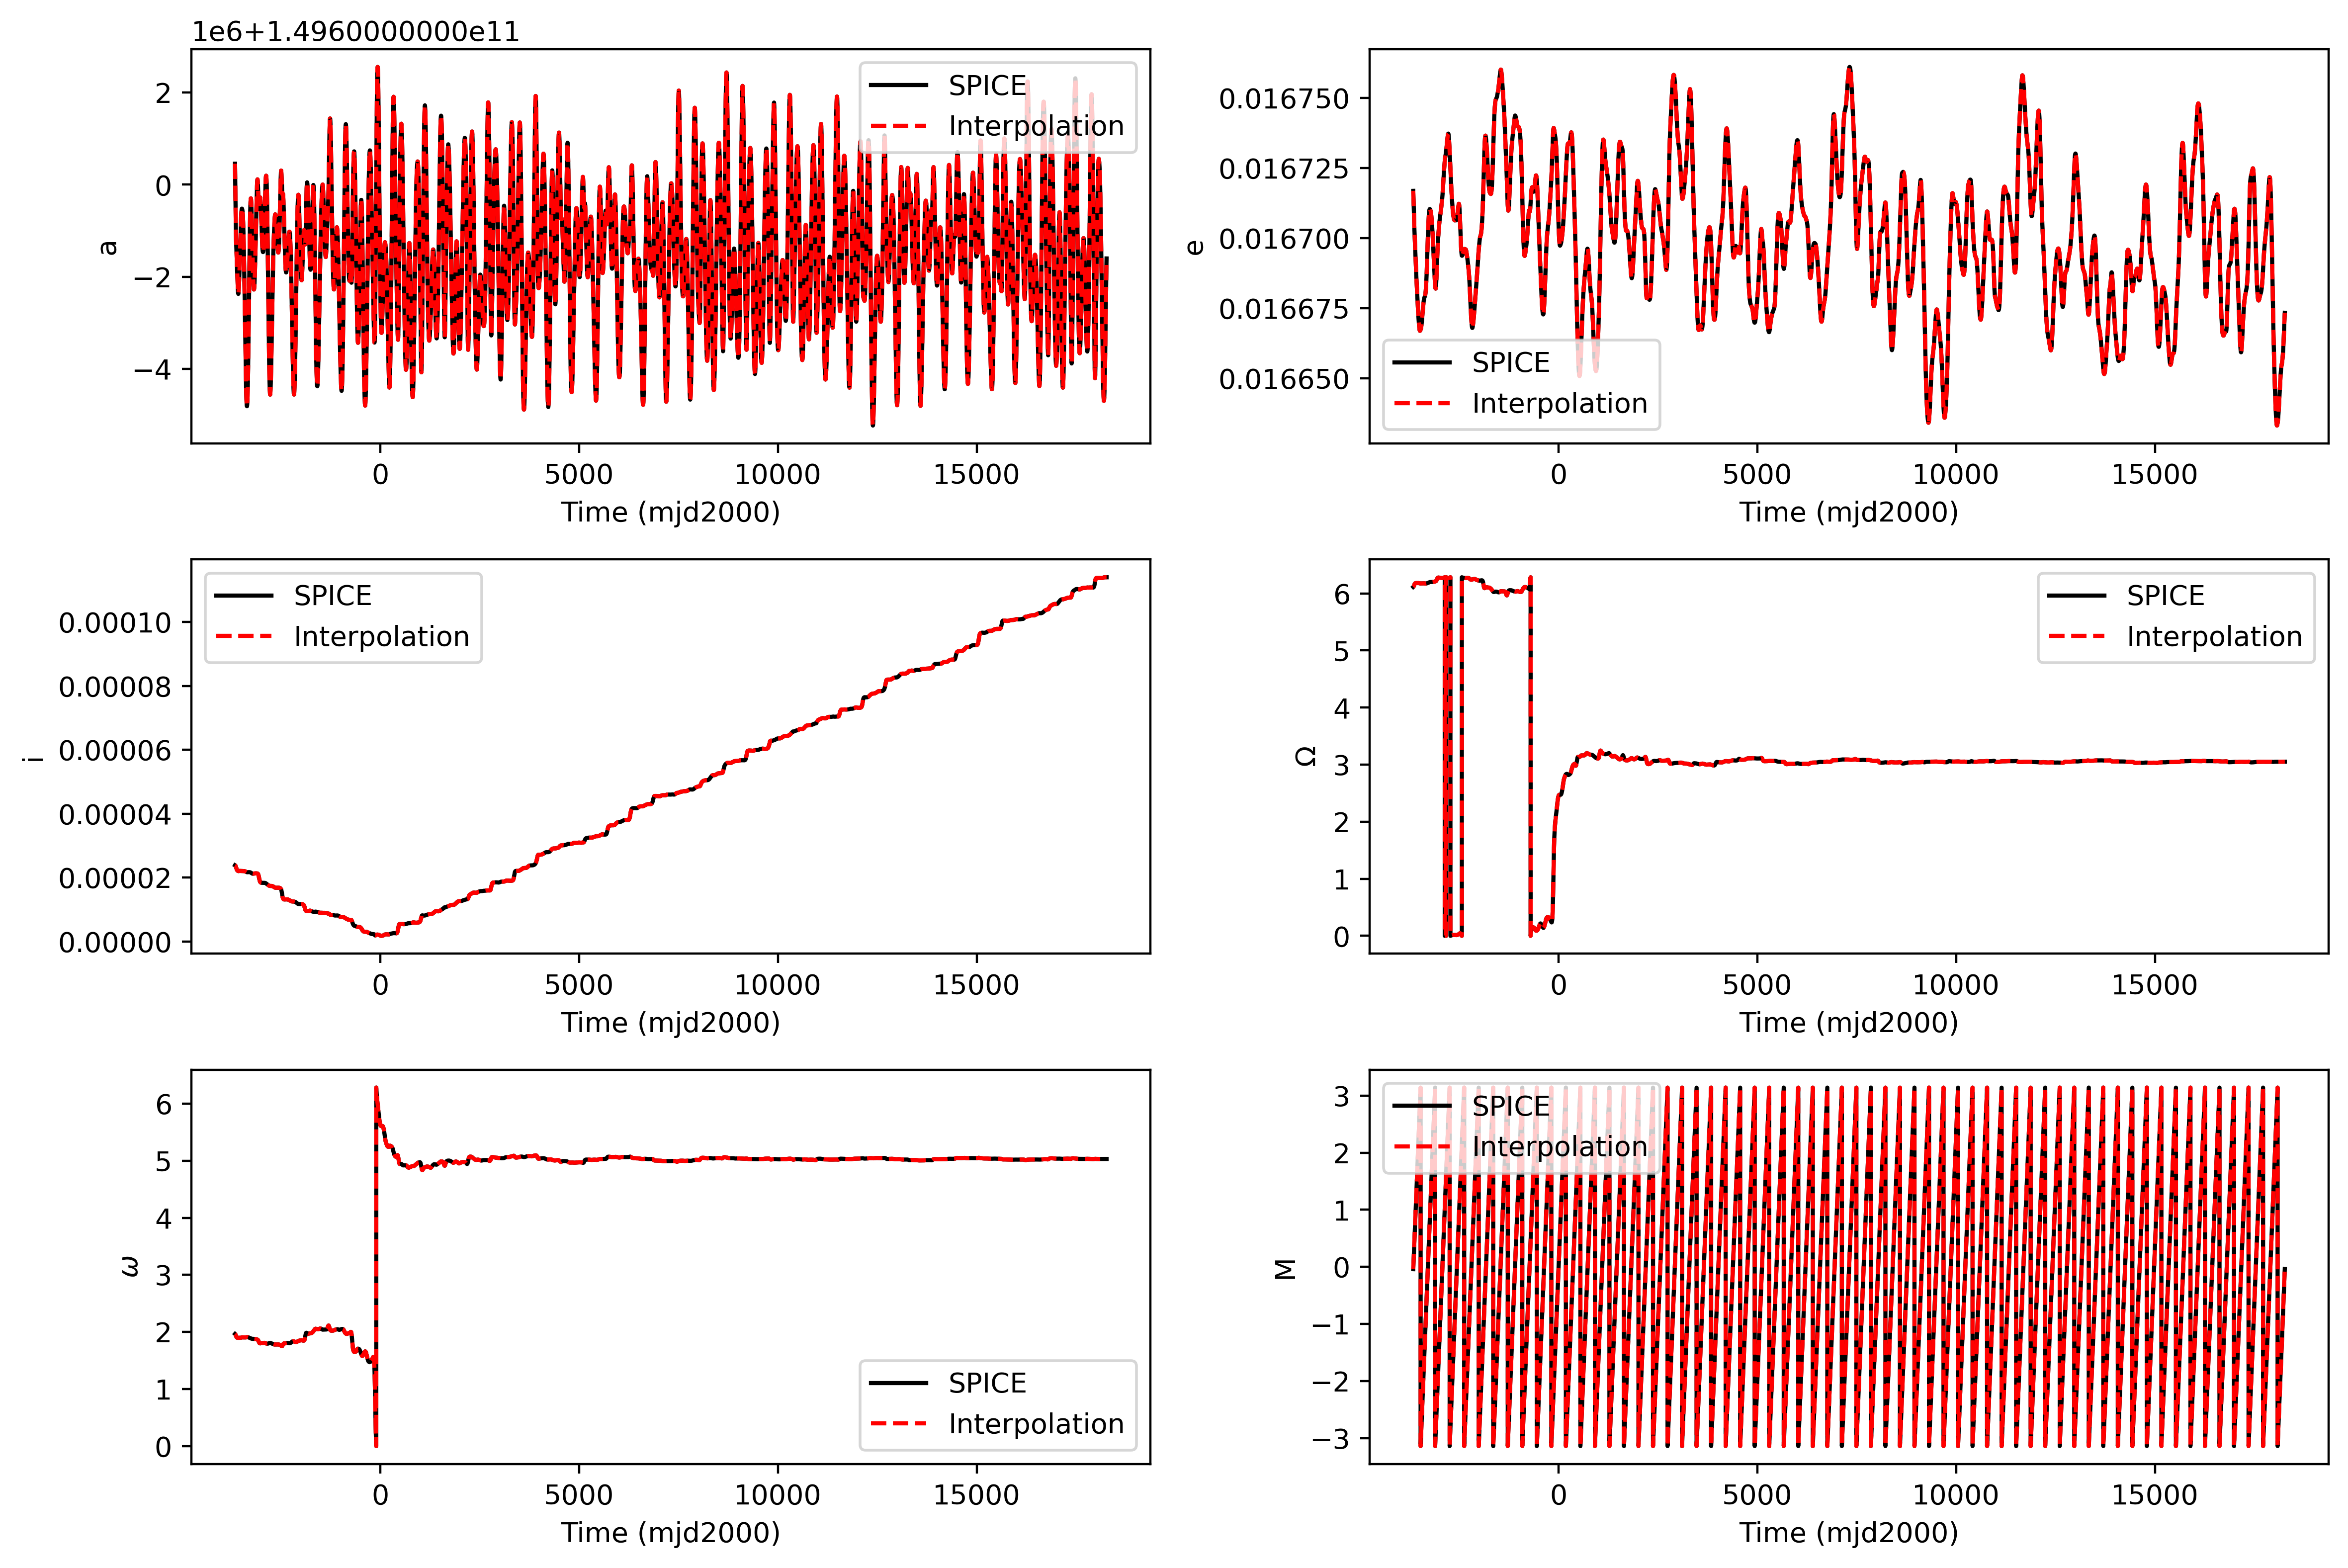 1e6+1.4960000000e11
2
0
−2
−4
a
SPICE
Interpolation
0 5000 10000 15000
Time (mjd2000)
0.016750
0.016725
0.016700
0.016675
0.016650
e
SPICE
Interpolation
0 5000 10000 15000
Time (mjd2000)
0.00010
0.00008
0.00006
0.00004
0.00002
0.00000
i
SPICE
Interpolation
0 5000 10000 15000
Time (mjd2000)
6
5
4
3
2
1
0
Ω
SPICE
Interpolation
0 5000 10000 15000
Time (mjd2000)
6
5
4
3
2
1
0
ω
SPICE
Interpolation
0 5000 10000 15000
Time (mjd2000)
3
2
1
0
−1
−2
−3
M
SPICE
Interpolation
0 5000 10000 15000
Time (mjd2000)